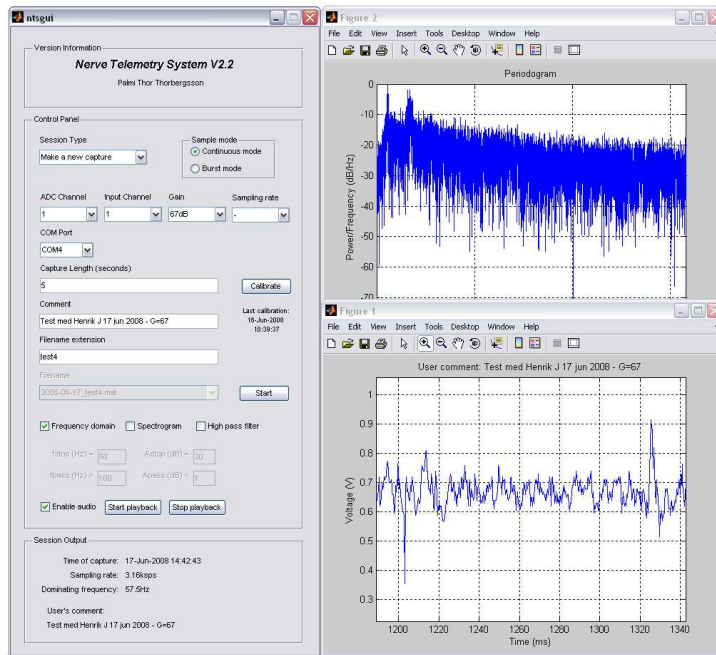 ntsgui
Version Information
Nerve Telemetry System V2.2
Palmi Thor Thorbergsson
Control Panel
Session Type
Make a new capture
Sample mode
Continuous mode
Burst mode
ADC Channel Input Channel Gain Sampling rate
1 1 67dB -
COM Port
COM4
Capture Length (seconds)
5
Calibrate
Comment
Test med Henrik J 17 jun 2008 - G=67
Last calibration:
16-Jun-2008
10:39:37
Filename extension
test4
Filename
2008-06-17_test4.mat
Start
Frequency domain Spectrogram High pass filter
fstop (Hz) = 50 Astop (dB) = 30
fpass (Hz) = 100 Apass (dB) = 1
Enable audio Start playback Stop playback
Session Output
Time of capture: 17-Jun-2008 14:42:43
Sampling rate: 3.16ksps
Dominating frequency: 57.5Hz
User's comment:
Test med Henrik J 17 jun 2008 - G=67
Figure 2
File Edit View Insert Tools Desktop Window Help
Periodogram
Power/Frequency (dB/Hz)
0
-10
-20
-30
-40
-50
-60
-70
Figure 1
File Edit View Insert Tools Desktop Window Help
User comment: Test med Henrik J 17 jun 2008 - G=67
Voltage (V)
1
0.9
0.8
0.7
0.6
0.5
0.4
0.3
1200 1220 1240 1260 1280 1300 1320 1340
Time (ms)